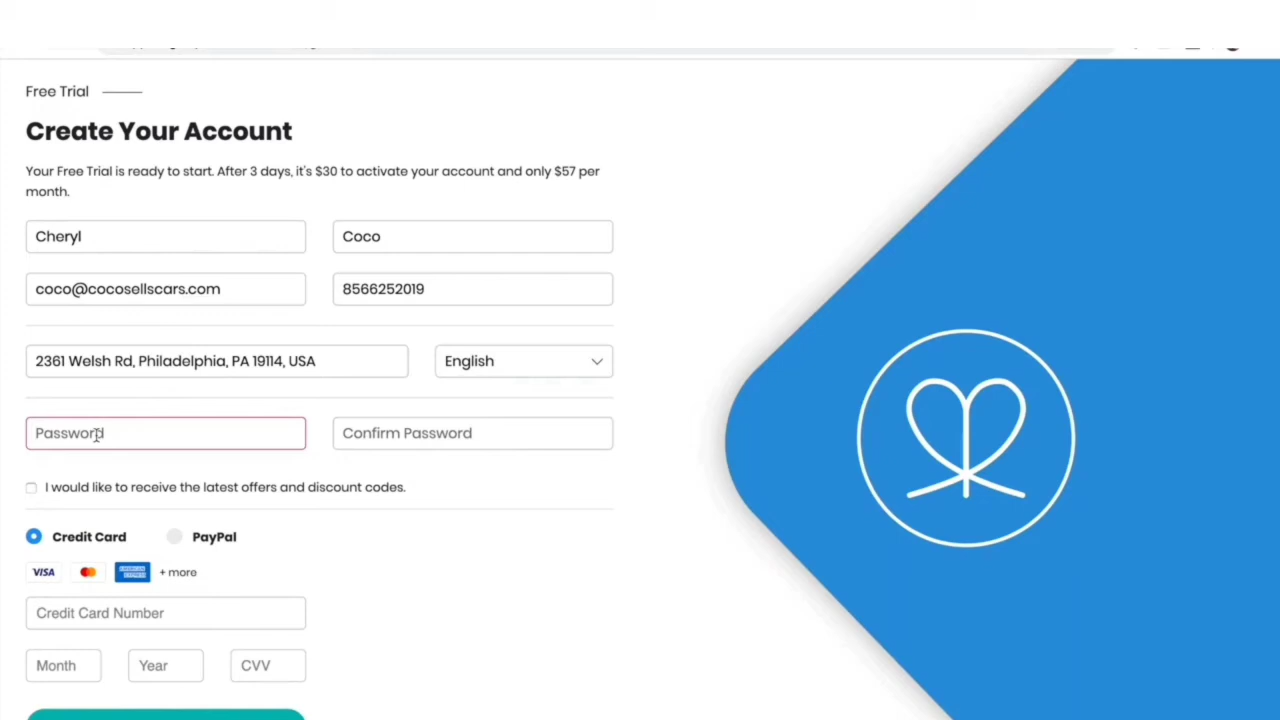 Free Trial
Create Your Account
Your Free Trial is ready to start. After 3 days, it's $30 to activate your account and only $57 per
month.
Cheryl
Coco
coco@cocosellscars.com
8566252019
2361 Welsh Rd, Philadelphia, PA 19114, USA
English
Password
Confirm Password
I would like to receive the latest offers and discount codes.
Credit Card
PayPal
VISA
AMERICAN EXPRESS
+ more
Credit Card Number
Month
Year
CVV